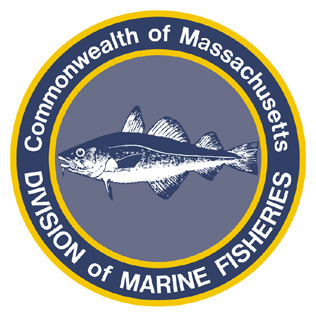 Commonwealth of Massachusetts
DIVISION of MARINE FISHERIES